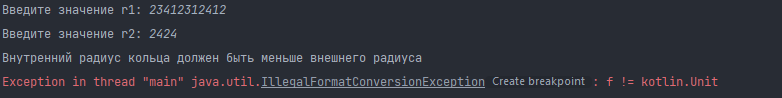 Введите значение r1: 23412312412
Введите значение r2: 2424
Внутренний радиус кольца должен быть меньше внешнего радиуса
Exception in thread "main" java.util.IllegalFormatConversionException Create breakpoint : f != kotlin.Unit